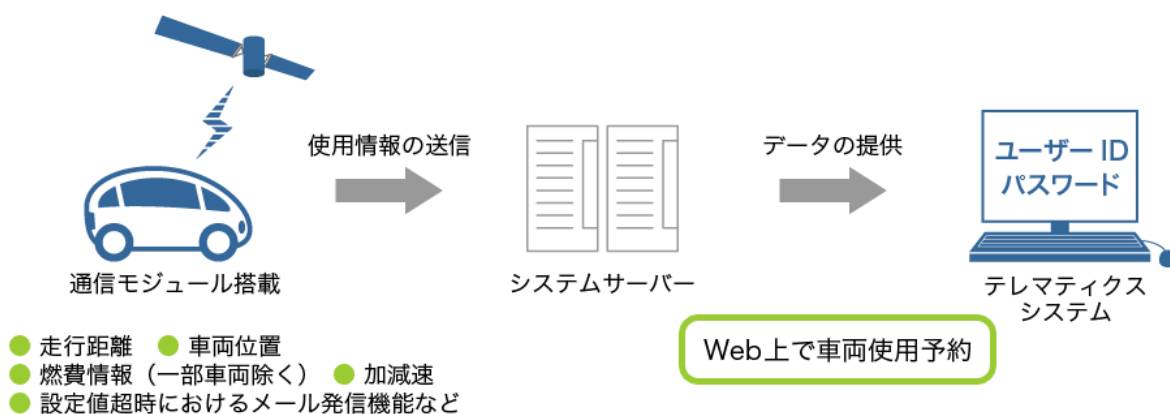 使用情報の送信
データの提供
ユーザー ID
パスワード
通信モジュール搭載
システムサーバー
テレマティクス
システム
走行距離 車両位置
燃費情報（一部車両除く） 加減速
設定値超時におけるメール発信機能など
Web上で車両使用予約